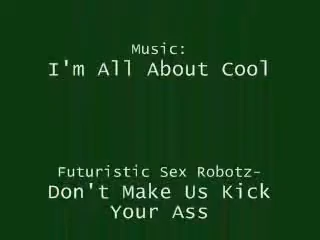 Music:
I'm All About Cool
Futuristic Sex Robotz-
Don't Make Us Kick
Your Ass